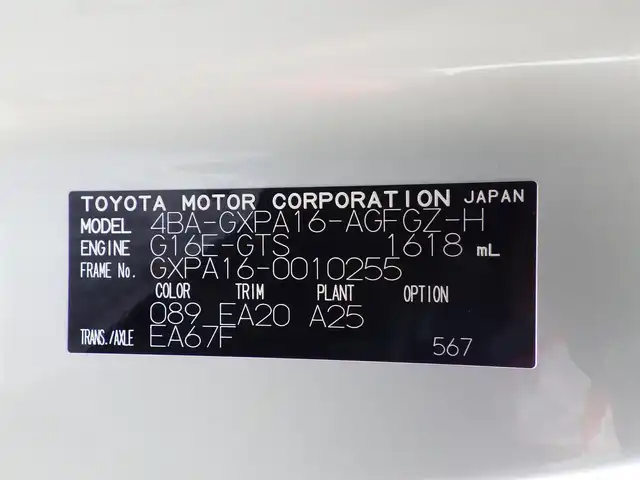 TOYOTA MOTOR CORPORATION JAPAN
MODEL 4BA-GXPA16-AGFGZ-H
ENGINE G16E-GTS 1618 mL
FRAME No. GXPA16-0010255
COLOR TRIM PLANT OPTION
089 EA20 A25
TRANS./AXLE EA67F
567